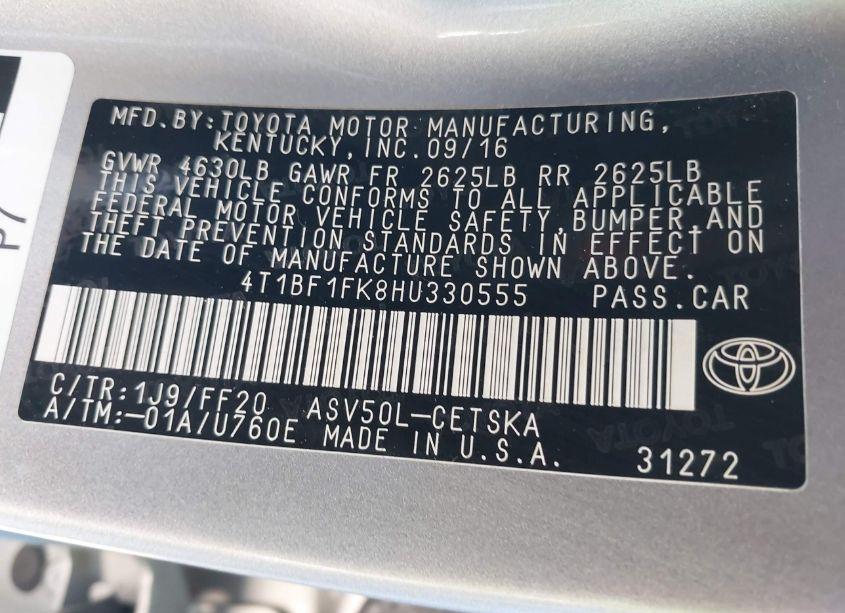 MFD.BY:TOYOTA MOTOR MANUFACTURING,
KENTUCKY, INC. 09/16
GVWR 4630LB GAWR FR 2625LB RR 2625LB
THIS VEHICLE CONFORMS TO ALL APPLICABLE
FEDERAL MOTOR VEHICLE SAFETY,BUMPER,AND
THEFT PREVENTION STANDARDS IN EFFECT ON
THE DATE OF MANUFACTURE SHOWN ABOVE.
4T1BF1FK8HU330555 PASS.CAR
C/TR:1J9/FF20 ASV50L-CETSKA
A/TM:-01A/U760E MADE IN U.S.A.
31272
P7